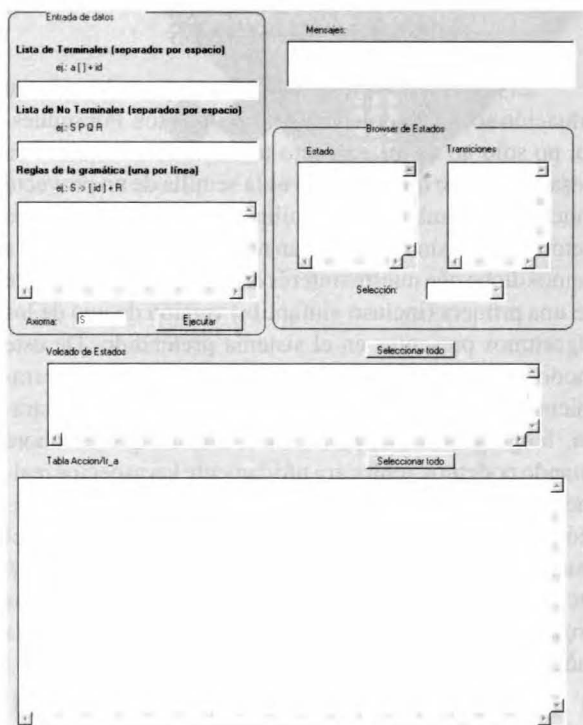 Entrada de datos
Lista de Terminales (separados por espacio)
ej.: a [ ] + id
Lista de No Terminales (separados por espacio)
ej.: S P Q R
Reglas de la gramática (una por línea)
ej.: S -> [ id ] + R
Axioma: S Ejecutar
Mensajes:
Browser de Estados
Estado Transiciones
Selección:
Volcado de Estados Seleccionar todo
Tabla Accion/Ir_a Seleccionar todo